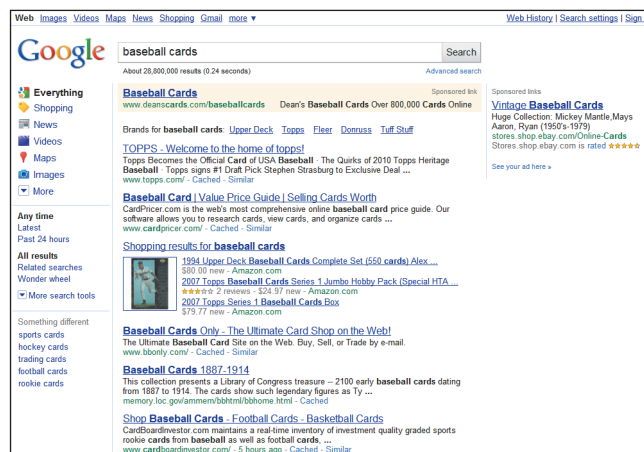 Web Images Videos Maps News Shopping Gmail more ▼
Web History | Search settings | Sign
Google
baseball cards
Search
About 28,800,000 results (0.24 seconds)
Advanced search
Everything
Shopping
News
Videos
Maps
Images
More
Any time
Latest
Past 24 hours
All results
Related searches
Wonder wheel
More search tools
Something different
sports cards
hockey cards
trading cards
football cards
rookie cards
Baseball Cards
Sponsored link
www.deanscards.com/baseballcards Dean's Baseball Cards Over 800,000 Cards Online
Brands for baseball cards: Upper Deck Topps Fleer Donruss Tuff Stuff
TOPPS - Welcome to the home of topps!
Topps Becomes the Official Card of USA Baseball · The Quirks of 2010 Topps Heritage
Baseball · Topps signs #1 Draft Pick Stephen Strasburg to Exclusive Deal ...
www.topps.com/ - Cached - Similar
Baseball Card | Value Price Guide | Selling Cards Worth
CardPricer.com is the web's most comprehensive online baseball card price guide. Our
software allows you to research cards, view cards, and organize cards ...
www.cardpricer.com/ - Cached - Similar
Shopping results for baseball cards
1994 Upper Deck Baseball Cards Complete Set (550 cards) Alex ...
$80.00 new - Amazon.com
2007 Topps Baseball Cards Series 1 Jumbo Hobby Pack (Special HTA ...
2 reviews - $24.97 new - Amazon.com
2007 Topps Series 1 Baseball Cards Box
$79.77 new - Amazon.com
Baseball Cards Only - The Ultimate Card Shop on the Web!
The Ultimate Baseball Card Site on the Web. Buy, Sell, or Trade by e-mail.
www.bbonly.com/ - Cached - Similar
Baseball Cards 1887-1914
This collection presents a Library of Congress treasure -- 2100 early baseball cards dating
from 1887 to 1914. The cards show such legendary figures as Ty ...
memory.loc.gov/ammem/bbhtml/bbhome.html - Cached
Shop Baseball Cards - Football Cards - Basketball Cards
CardBoardInvestor.com maintains a real-time inventory of investment quality graded sports
rookie cards from baseball as well as football cards, ...
www.cardboardinvestor.com/ - 5 hours ago - Cached - Similar
Sponsored links
Vintage Baseball Cards
Huge Collection: Mickey Mantle,Mays
Aaron, Ryan (1950's-1979)
stores.shop.ebay.com/Online-Cards
Stores.shop.ebay.com is rated
See your ad here »